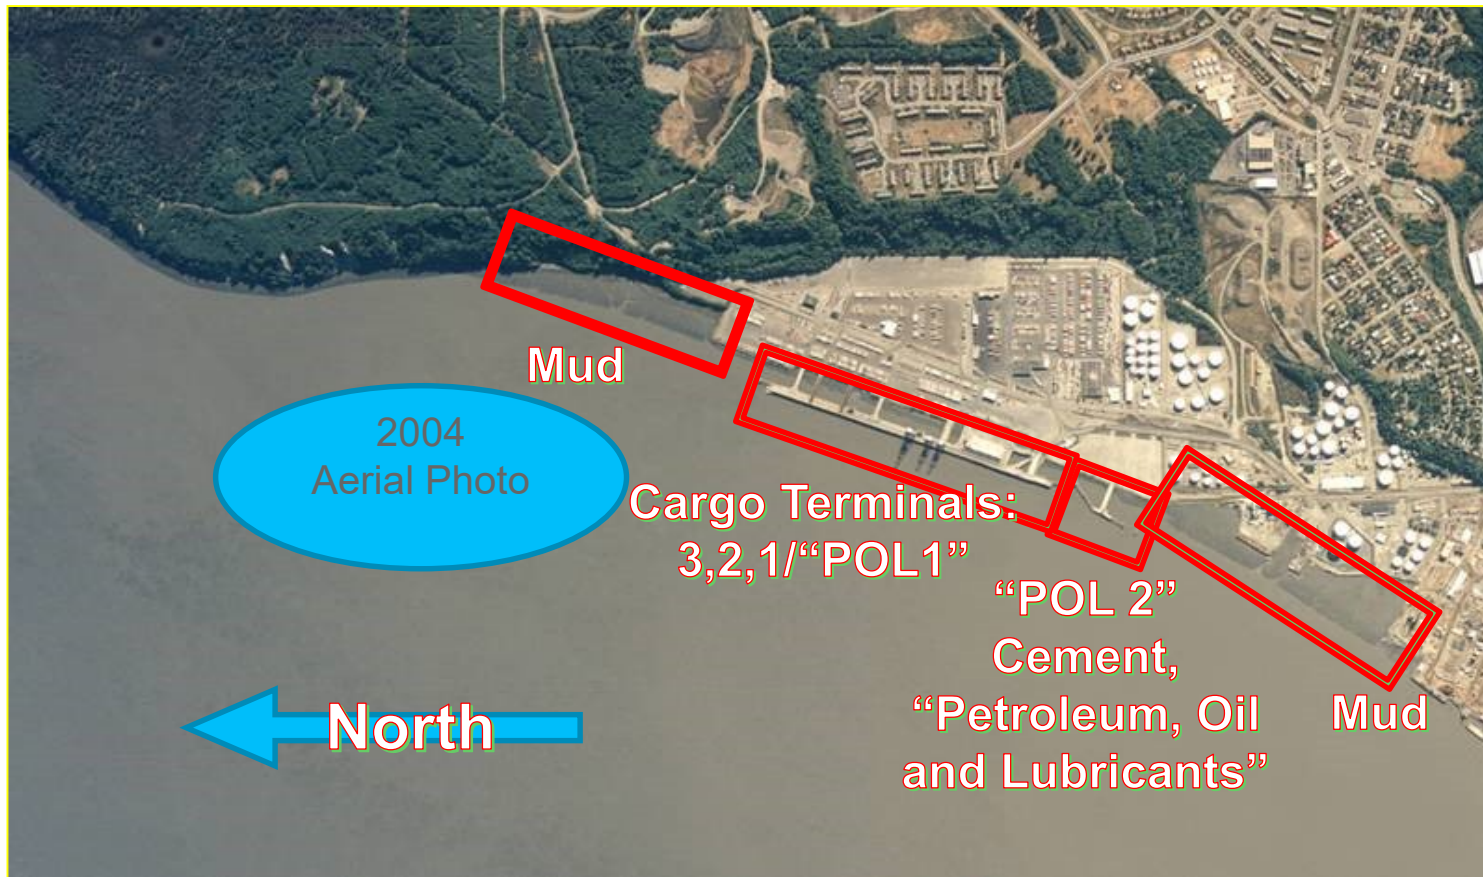 Mud
2004
Aerial Photo
Cargo Terminals:
3,2,1/“POL1”
“POL 2”
Cement,
“Petroleum, Oil
and Lubricants”
Mud
North